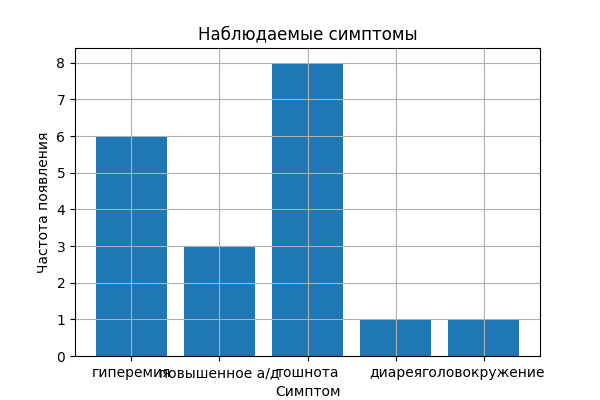 Наблюдаемые симптомы
Частота появления
8
7
6
5
4
3
2
1
0
гиперемия повышенное а/д тошнота диарея головокружение
Симптом